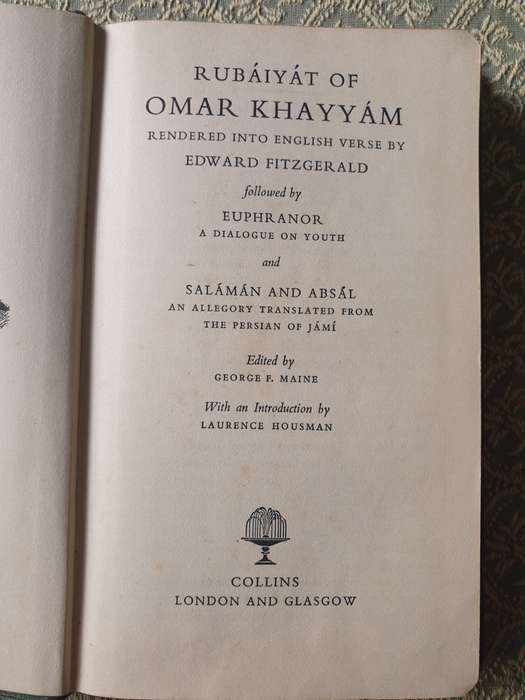 RUBÁIYÁT OF
OMAR KHAYYÁM
RENDERED INTO ENGLISH VERSE BY
EDWARD FITZGERALD
followed by
EUPHRANOR
A DIALOGUE ON YOUTH
and
SALÁMÁN AND ABSÁL
AN ALLEGORY TRANSLATED FROM
THE PERSIAN OF JÁMÍ
Edited by
GEORGE F. MAINE
With an Introduction by
LAURENCE HOUSMAN
COLLINS
LONDON AND GLASGOW